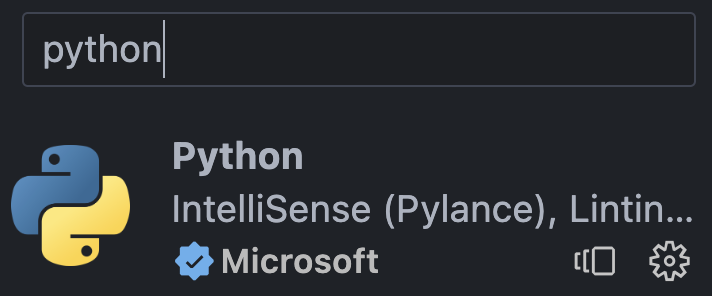 python
Python
IntelliSense (Pylance), Lintin...
Microsoft